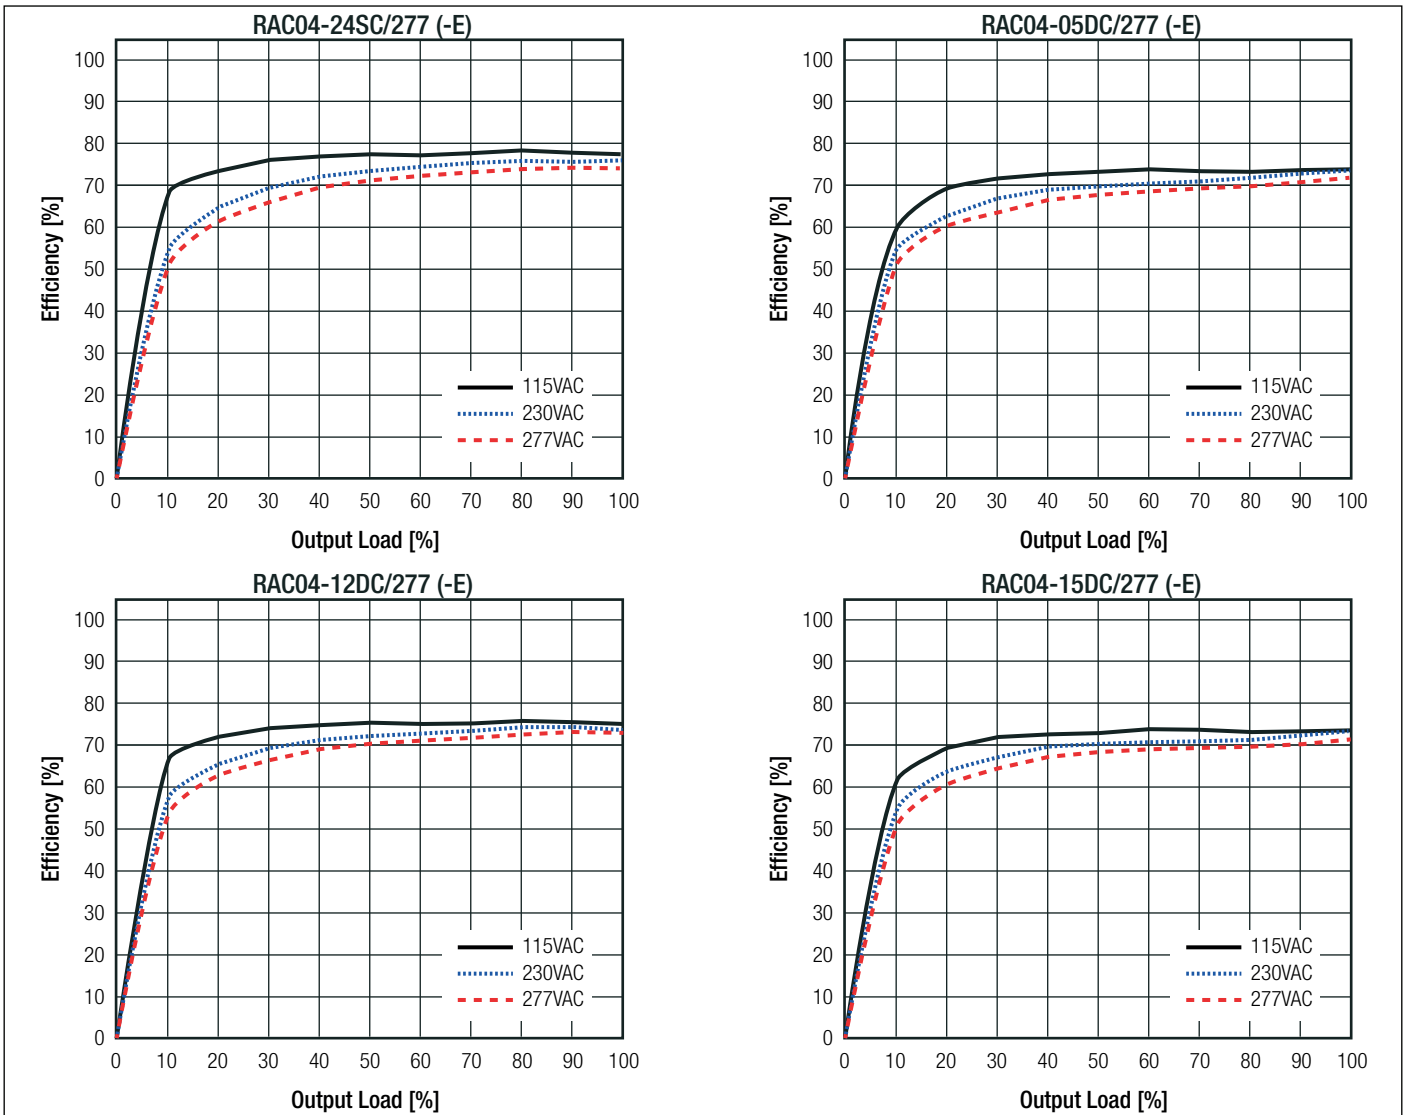 RAC04-24SC/277 (-E)
100
90
80
70
60
50
40
30
20
10
0
Efficiency [%]
115VAC
230VAC
277VAC
0 10 20 30 40 50 60 70 80 90 100
Output Load [%]
RAC04-05DC/277 (-E)
100
90
80
70
60
50
40
30
20
10
0
Efficiency [%]
115VAC
230VAC
277VAC
0 10 20 30 40 50 60 70 80 90 100
Output Load [%]
RAC04-12DC/277 (-E)
100
90
80
70
60
50
40
30
20
10
0
Efficiency [%]
115VAC
230VAC
277VAC
0 10 20 30 40 50 60 70 80 90 100
Output Load [%]
RAC04-15DC/277 (-E)
100
90
80
70
60
50
40
30
20
10
0
Efficiency [%]
115VAC
230VAC
277VAC
0 10 20 30 40 50 60 70 80 90 100
Output Load [%]